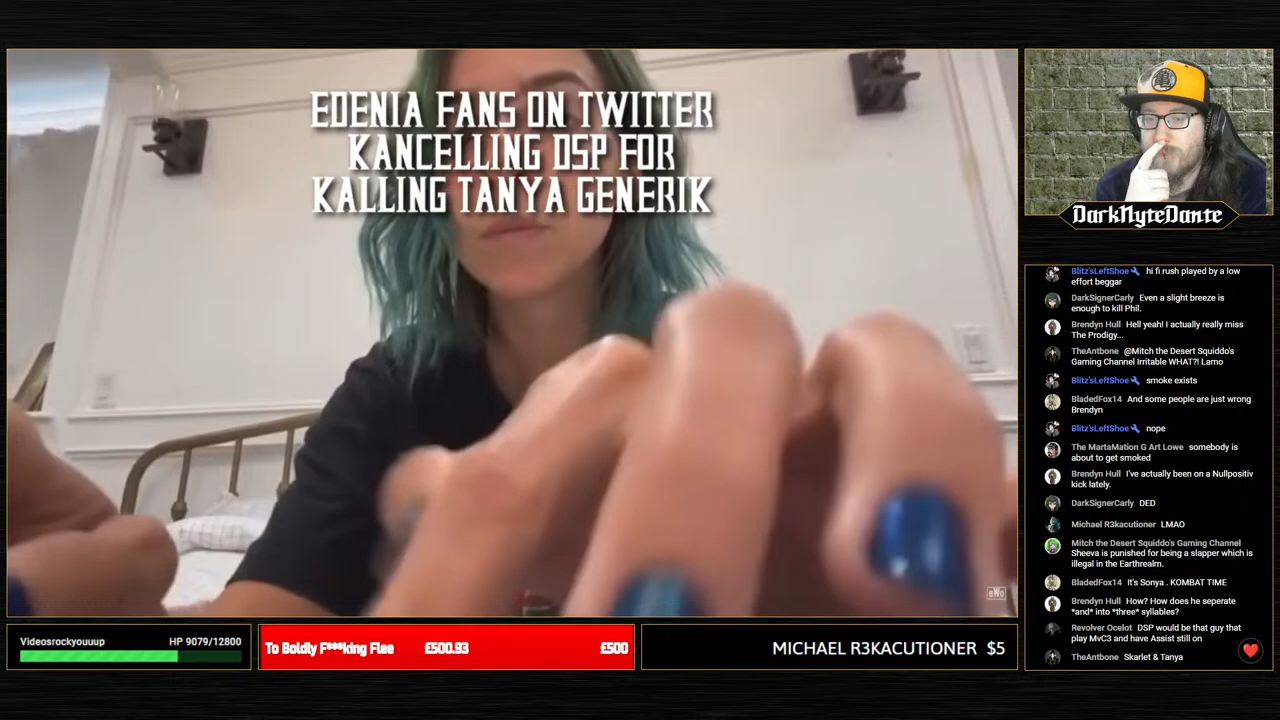 EDENIA FANS ON TWITTER
KANCELLING DSP FOR
KALLING TANYA GENERIK
BWO
DarkNyteDante
Blitz'sLeftShoe hi fi rush played by a low
effort beggar
DarkSignerCarly Even a slight breeze is
enough to kill Phil.
Brendyn Hull Hell yeah! I actually really miss
The Prodigy...
TheAntbone @Mitch the Desert Squiddo's
Gaming Channel Irritable WHAT?! Lamo
Blitz'sLeftShoe smoke exists
BladedFox14 And some people are just wrong
Brendyn
Blitz'sLeftShoe nope
The MartaMation G Art Lowe somebody is
about to get smoked
Brendyn Hull I've actually been on a Nullpositiv
kick lately.
DarkSignerCarly DED
Michael R3kacutioner LMAO
Mitch the Desert Squiddo's Gaming Channel
Sheeva is punished for being a slapper which is
illegal in the Earthrealm.
BladedFox14 It's Sonya . KOMBAT TIME
Brendyn Hull How? How does he seperate
*and* into *three* syllables?
Revolver Ocelot DSP would be that guy that
play MvC3 and have Assist still on
TheAntbone Skarlet & Tanya
Videosrockyouuup HP 9079/12800
To Boldly F***king Flee £500.93 £500
MICHAEL R3KACUTIONER $5